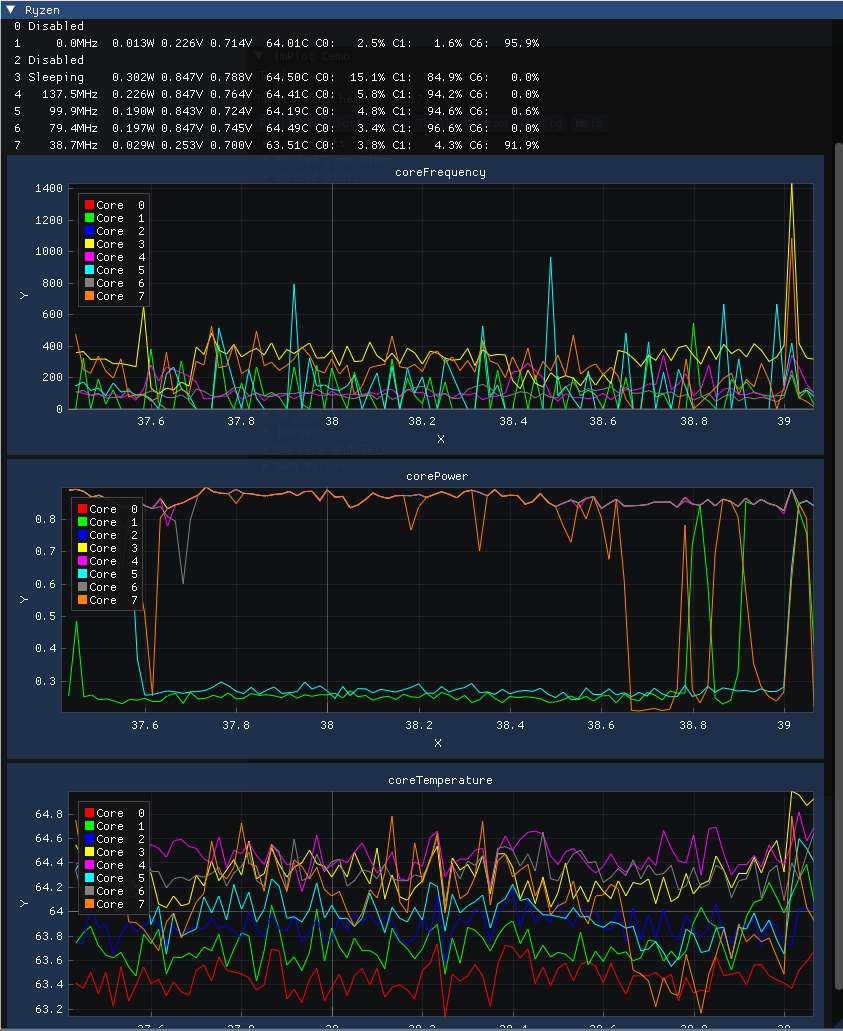 Ryzen
0 Disabled
1 0.0MHz 0.013W 0.226V 0.714V 64.01C C0: 2.5% C1: 1.6% C6: 95.9%
2 Disabled
3 Sleeping 0.302W 0.847V 0.788V 64.50C C0: 15.1% C1: 84.9% C6: 0.0%
4 137.5MHz 0.226W 0.847V 0.764V 64.41C C0: 5.8% C1: 94.2% C6: 0.0%
5 99.9MHz 0.190W 0.843V 0.724V 64.19C C0: 4.8% C1: 94.6% C6: 0.6%
6 79.4MHz 0.197W 0.847V 0.745V 64.49C C0: 3.4% C1: 96.6% C6: 0.0%
7 38.7MHz 0.029W 0.253V 0.700V 63.51C C0: 3.8% C1: 4.3% C6: 91.9%
coreFrequency
1400
1200
1000
800
600
400
200
0
Y
Core 0
Core 1
Core 2
Core 3
Core 4
Core 5
Core 6
Core 7
37.6 37.8 38 38.2 38.4 38.6 38.8 39
X
corePower
0.8
0.7
0.6
0.5
0.4
0.3
Y
Core 0
Core 1
Core 2
Core 3
Core 4
Core 5
Core 6
Core 7
37.6 37.8 38 38.2 38.4 38.6 38.8 39
X
coreTemperature
64.8
64.6
64.4
64.2
64
63.8
63.6
63.4
63.2
Y
Core 0
Core 1
Core 2
Core 3
Core 4
Core 5
Core 6
Core 7